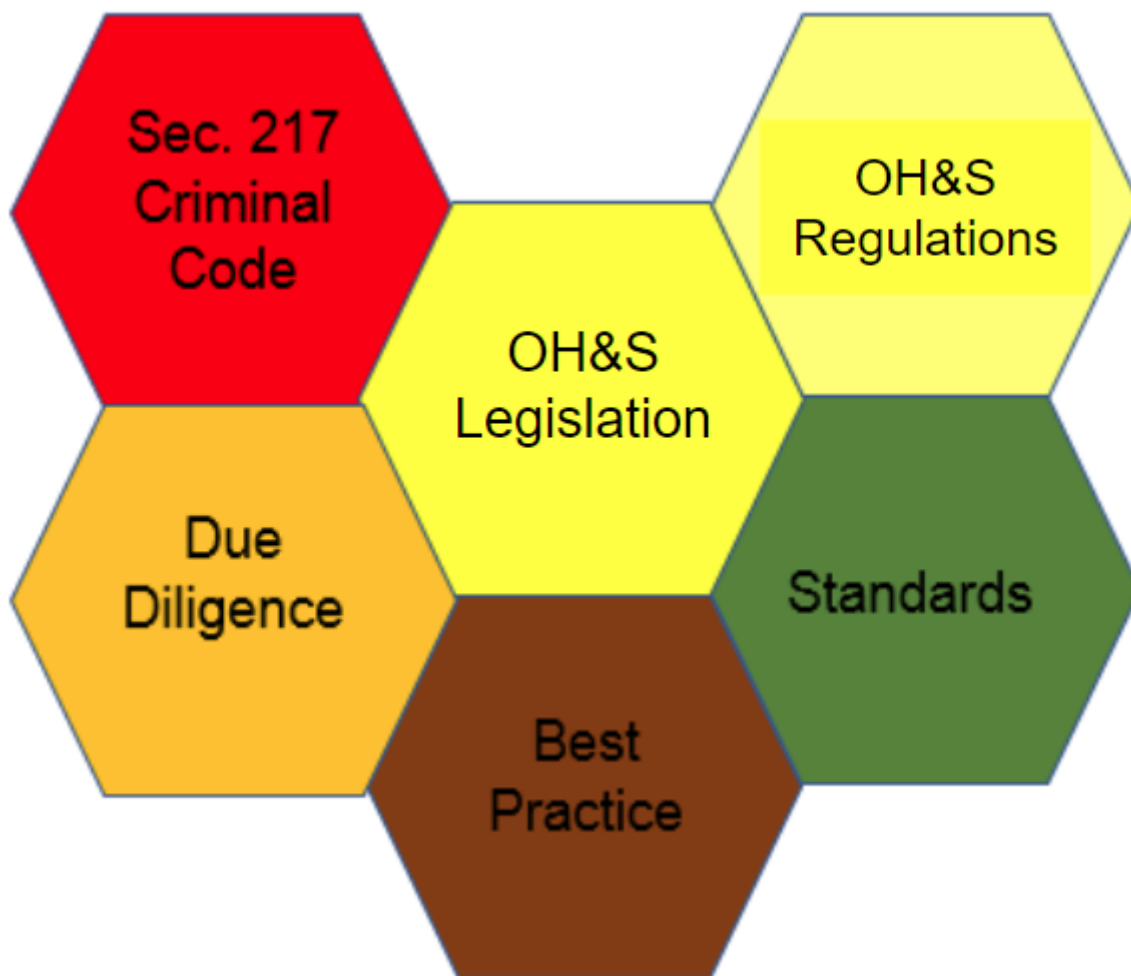 Sec. 217
Criminal
Code
OH&S
Regulations
OH&S
Legislation
Due
Diligence
Standards
Best
Practice